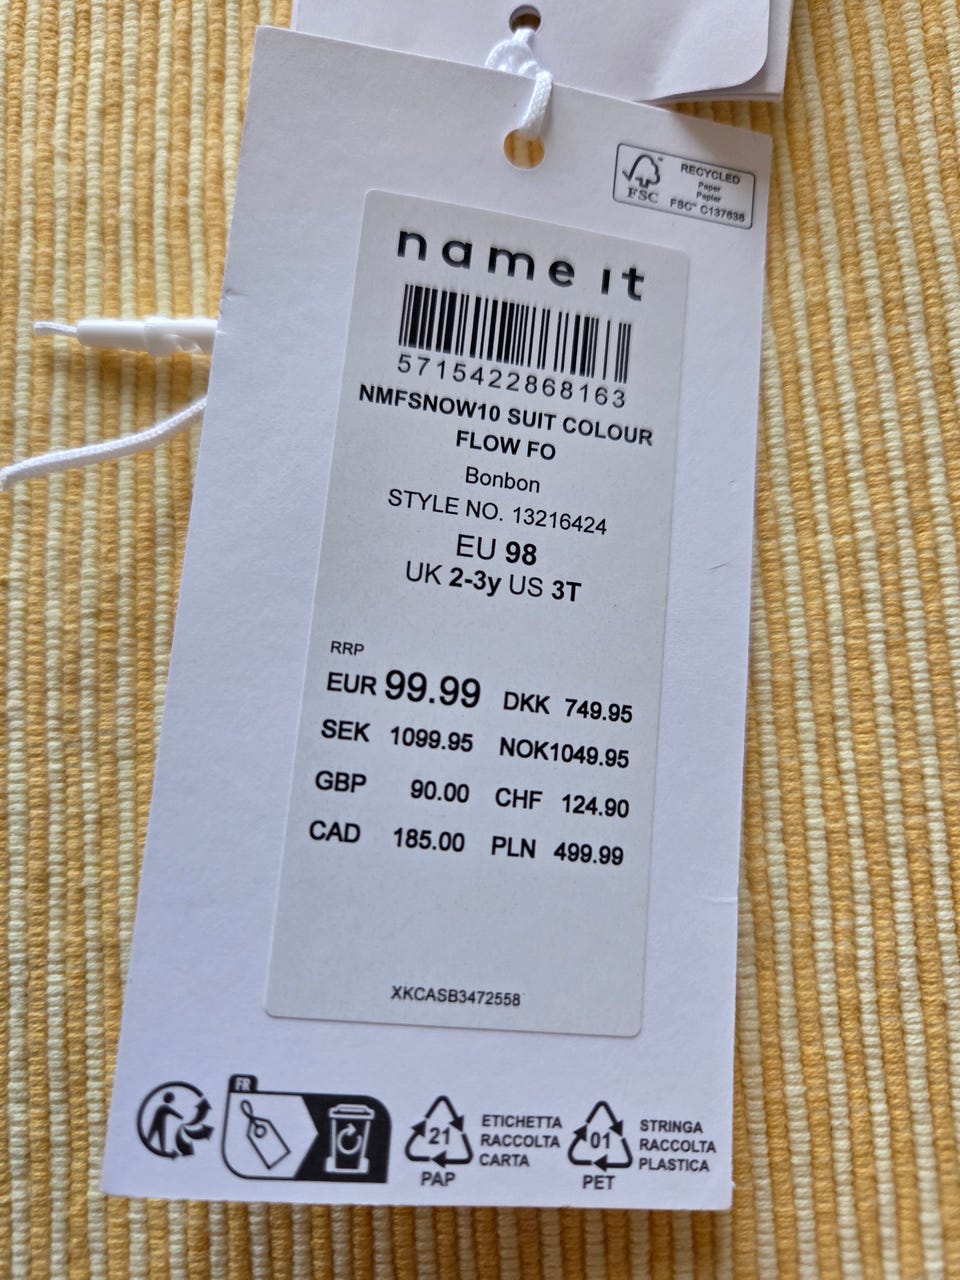 FSC
RECYCLED
Paper
Papier
FSC™ C137638
name it
5715422868163
NMFSNOW10 SUIT COLOUR
FLOW FO
Bonbon
STYLE NO. 13216424
EU 98
UK 2-3y US 3T
RRP
EUR 99.99 DKK 749.95
SEK 1099.95 NOK1049.95
GBP 90.00 CHF 124.90
CAD 185.00 PLN 499.99
XKCASB3472558
FR
21
PAP
ETICHETTA
RACCOLTA
CARTA
01
PET
STRINGA
RACCOLTA
PLASTICA